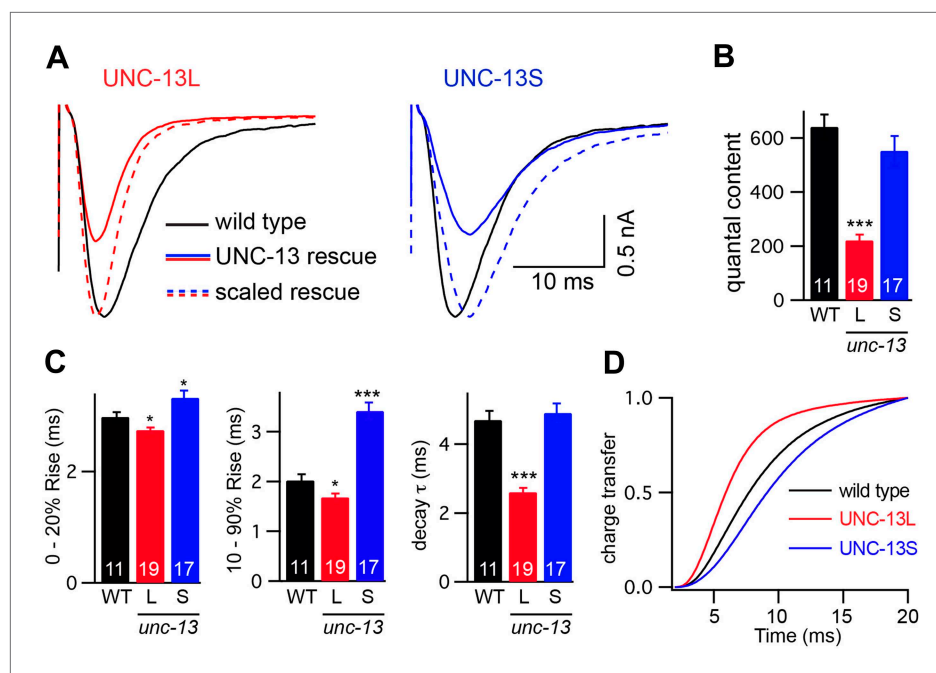 A
UNC-13L
UNC-13S
wild type
UNC-13 rescue
scaled rescue
10 ms
0.5 nA
B
quantal content
600
400
200
0
***
11
19
17
WT
L
S
unc-13
C
0 - 20% Rise (ms)
2
0
*
*
11
19
17
WT
L
S
unc-13
10 - 90% Rise (ms)
3
2
1
0
*
***
11
19
17
WT
L
S
unc-13
decay τ (ms)
4
2
0
***
11
19
17
WT
L
S
unc-13
D
charge transfer
1.0
0.5
0.0
wild type
UNC-13L
UNC-13S
5
10
15
20
Time (ms)